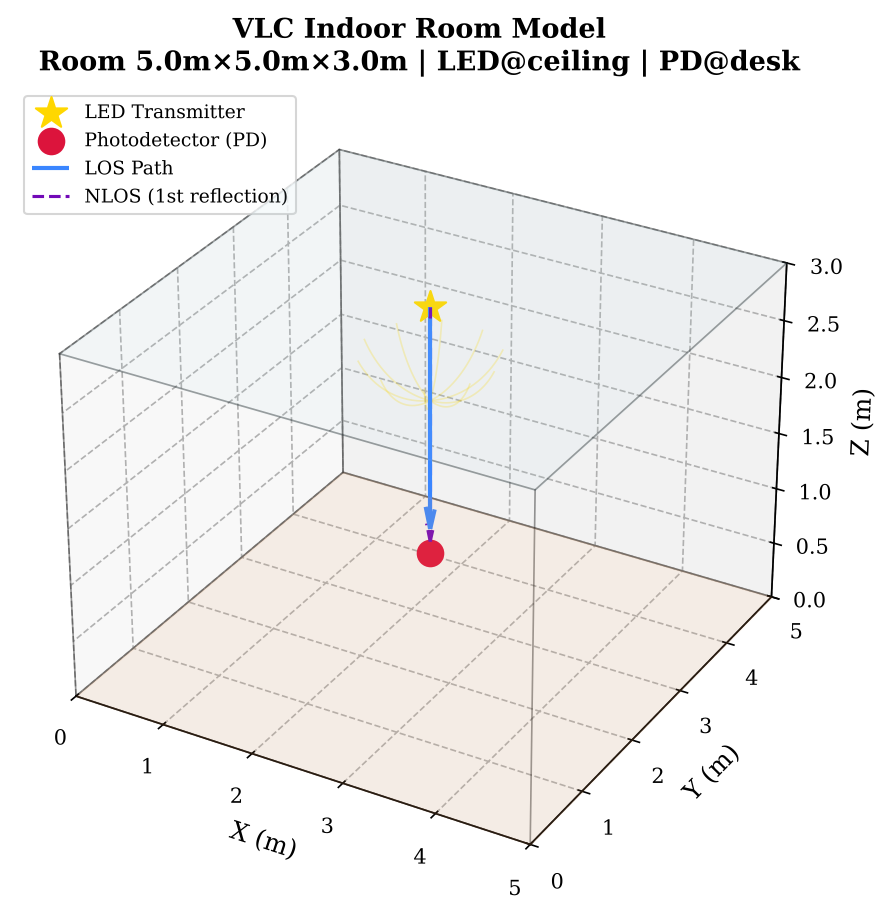 VLC Indoor Room Model
Room 5.0m×5.0m×3.0m | LED@ceiling | PD@desk
LED Transmitter
Photodetector (PD)
LOS Path
NLOS (1st reflection)
3.0
2.5
2.0
1.5
1.0
0.5
0.0
Z (m)
5
4
3
2
1
0
Y (m)
0
1
2
3
4
5
X (m)